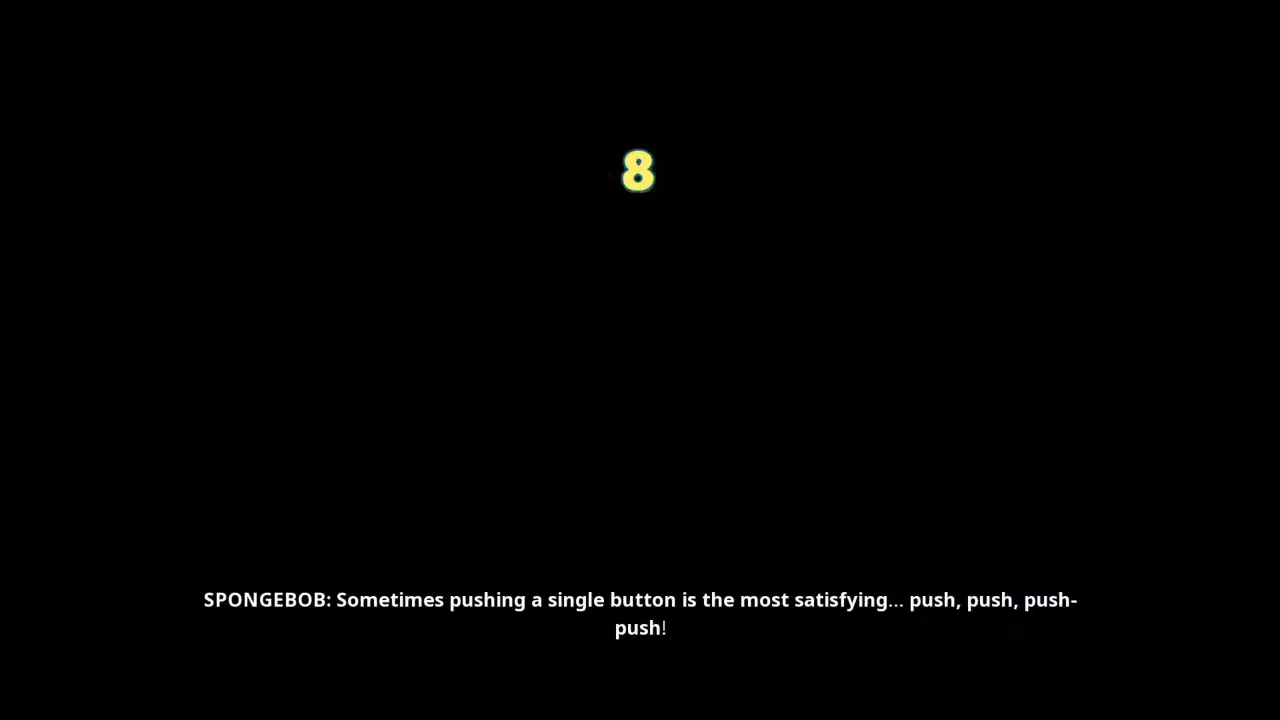 8
SPONGEBOB: Sometimes pushing a single button is the most satisfying... push, push, push-
push!